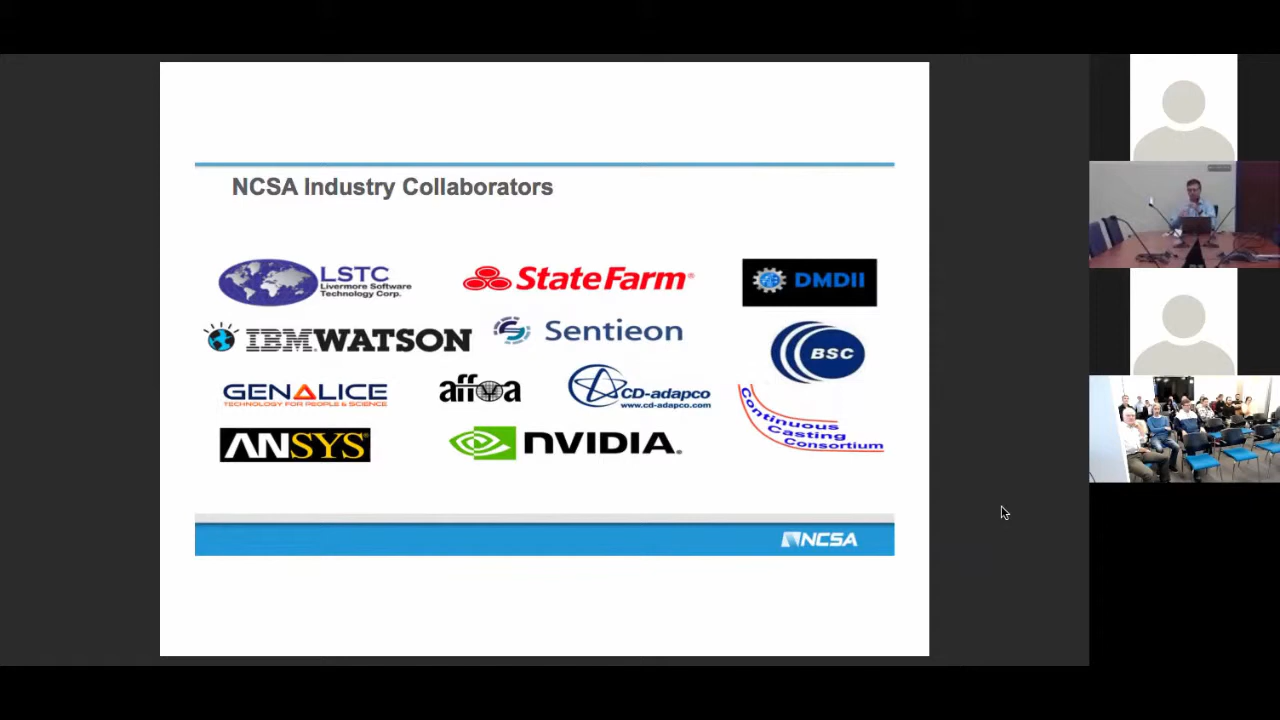 NCSA Industry Collaborators
LSTC
Livermore Software
Technology Corp.
StateFarm®
DMDII
IBM.WATSON
Sentieon
BSC
GENALICE
TECHNOLOGY FOR PEOPLE & SCIENCE
affoa
CD-adapco
www.cd-adapco.com
Continuous
Casting
Consortium
ANSYS®
NVIDIA.
NCSA